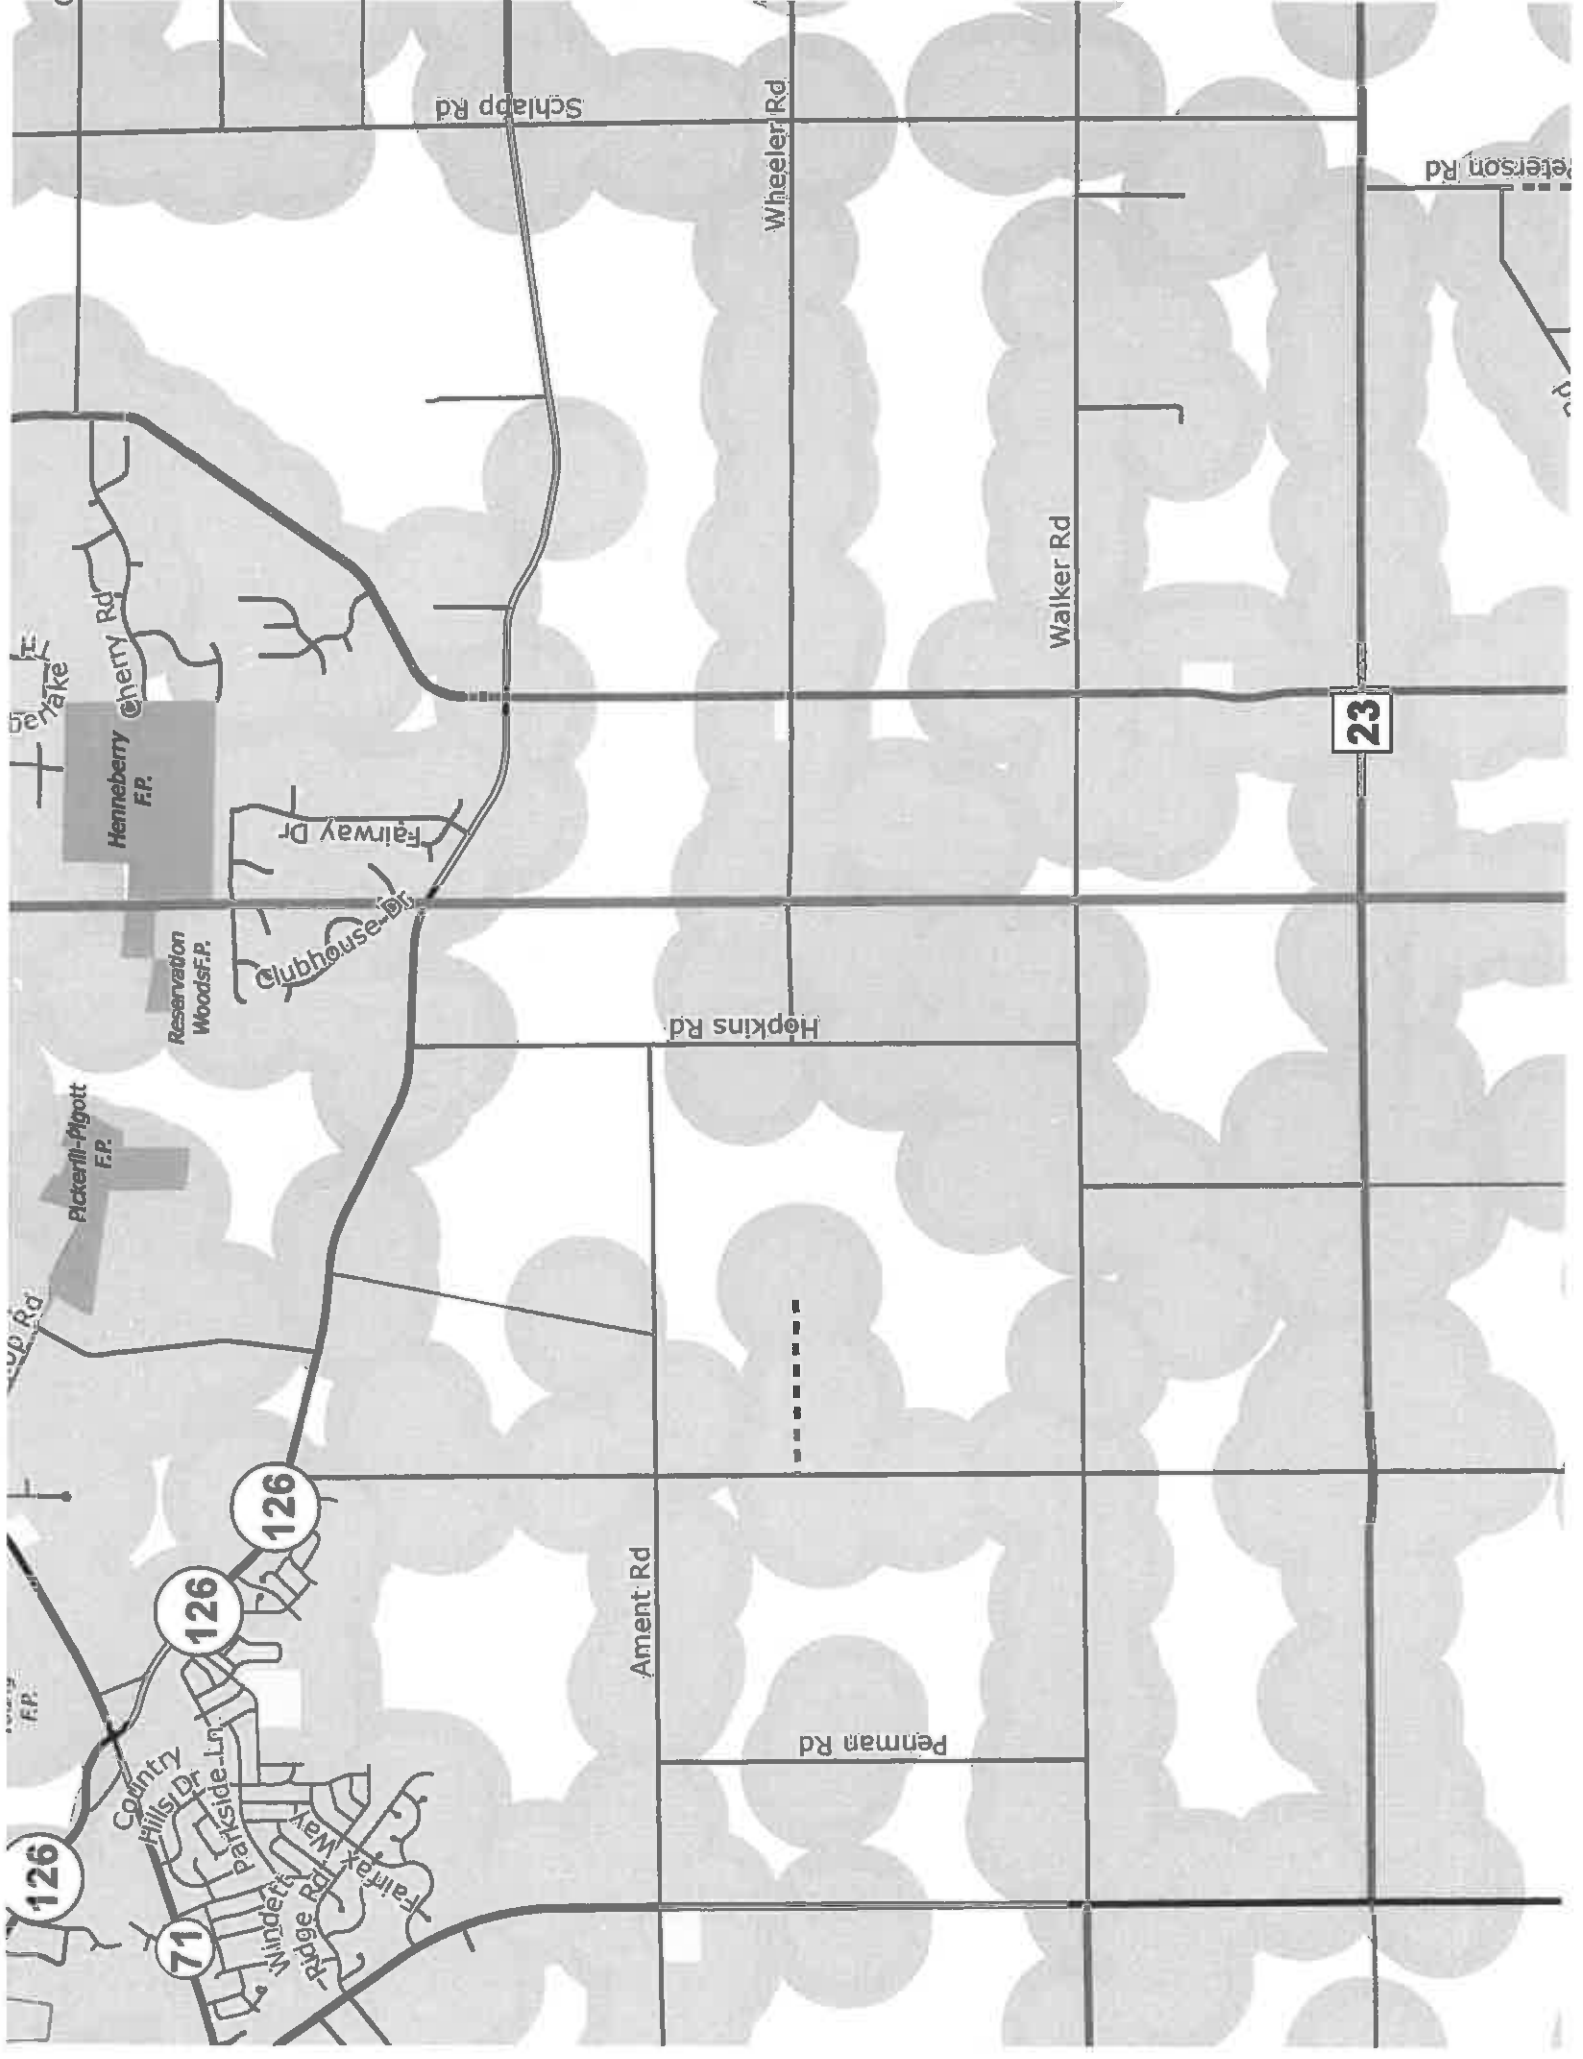 126
71
Country
Hills Dr
Parkside Ln
Windett
Ridge Rd
Fairfax Way
126
126
F.P.
Pickerill-Pigott
F.P.
Reservation
Woods F.P.
Henneberry
F.P.
Cherry Rd
Clubhouse Dr
Fairway Dr
Schlapp Rd
Ament Rd
Penman Rd
Hopkins Rd
Wheeler Rd
Walker Rd
23
Rd